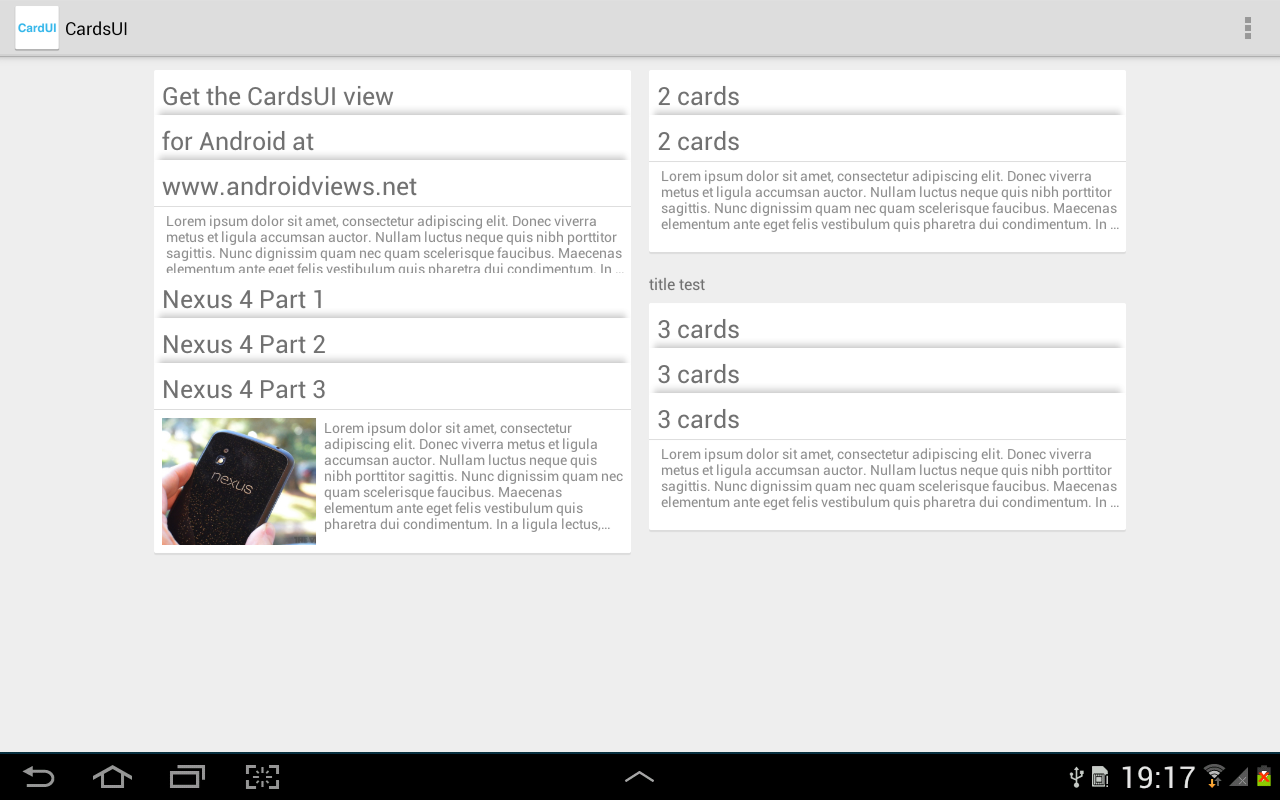 CardUI CardsUI
Get the CardsUI view
for Android at
www.androidviews.net
Lorem ipsum dolor sit amet, consectetur adipiscing elit. Donec viverra
metus et ligula accumsan auctor. Nullam luctus neque quis nibh porttitor
sagittis. Nunc dignissim quam nec quam scelerisque faucibus. Maecenas
elementum ante eget felis vestibulum quis pharetra dui condimentum. In ...
Nexus 4 Part 1
Nexus 4 Part 2
Nexus 4 Part 3
nexus
Lorem ipsum dolor sit amet, consectetur
adipiscing elit. Donec viverra metus et ligula
accumsan auctor. Nullam luctus neque quis
nibh porttitor sagittis. Nunc dignissim quam nec
quam scelerisque faucibus. Maecenas
elementum ante eget felis vestibulum quis
pharetra dui condimentum. In a ligula lectus,...
2 cards
2 cards
Lorem ipsum dolor sit amet, consectetur adipiscing elit. Donec viverra
metus et ligula accumsan auctor. Nullam luctus neque quis nibh porttitor
sagittis. Nunc dignissim quam nec quam scelerisque faucibus. Maecenas
elementum ante eget felis vestibulum quis pharetra dui condimentum. In ...
title test
3 cards
3 cards
3 cards
Lorem ipsum dolor sit amet, consectetur adipiscing elit. Donec viverra
metus et ligula accumsan auctor. Nullam luctus neque quis nibh porttitor
sagittis. Nunc dignissim quam nec quam scelerisque faucibus. Maecenas
elementum ante eget felis vestibulum quis pharetra dui condimentum. In ...
19:17